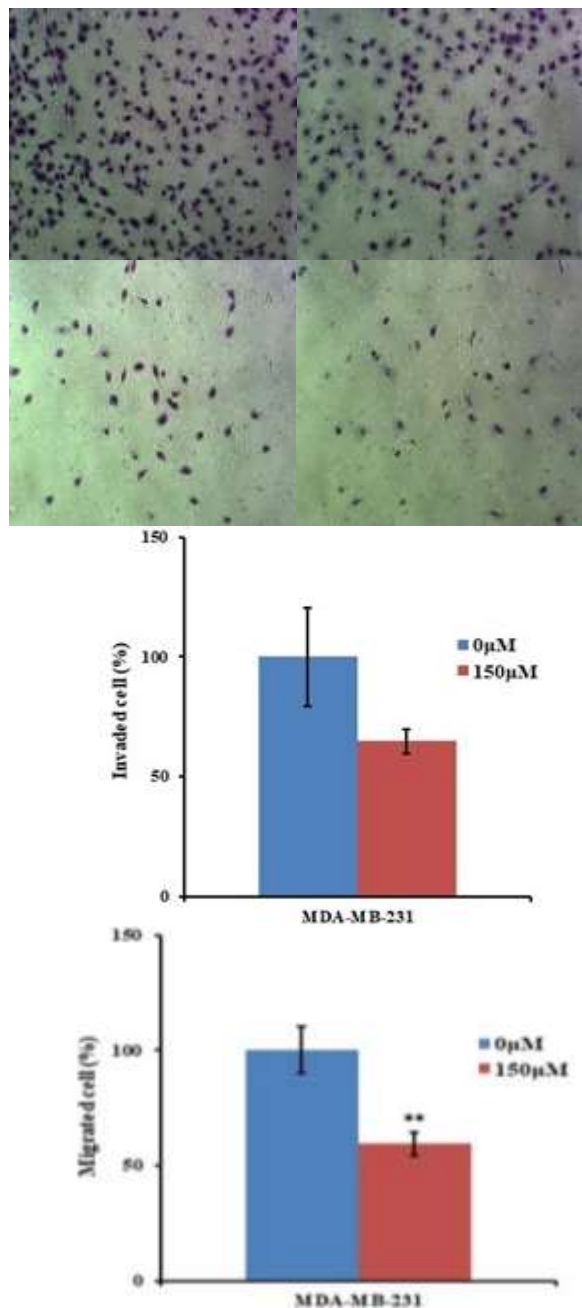 150
100
50
0
Invaded cell (%)
0µM
150µM
MDA-MB-231
150
100
50
0
Migrated cell (%)
0µM
150µM
**
MDA-MB-231